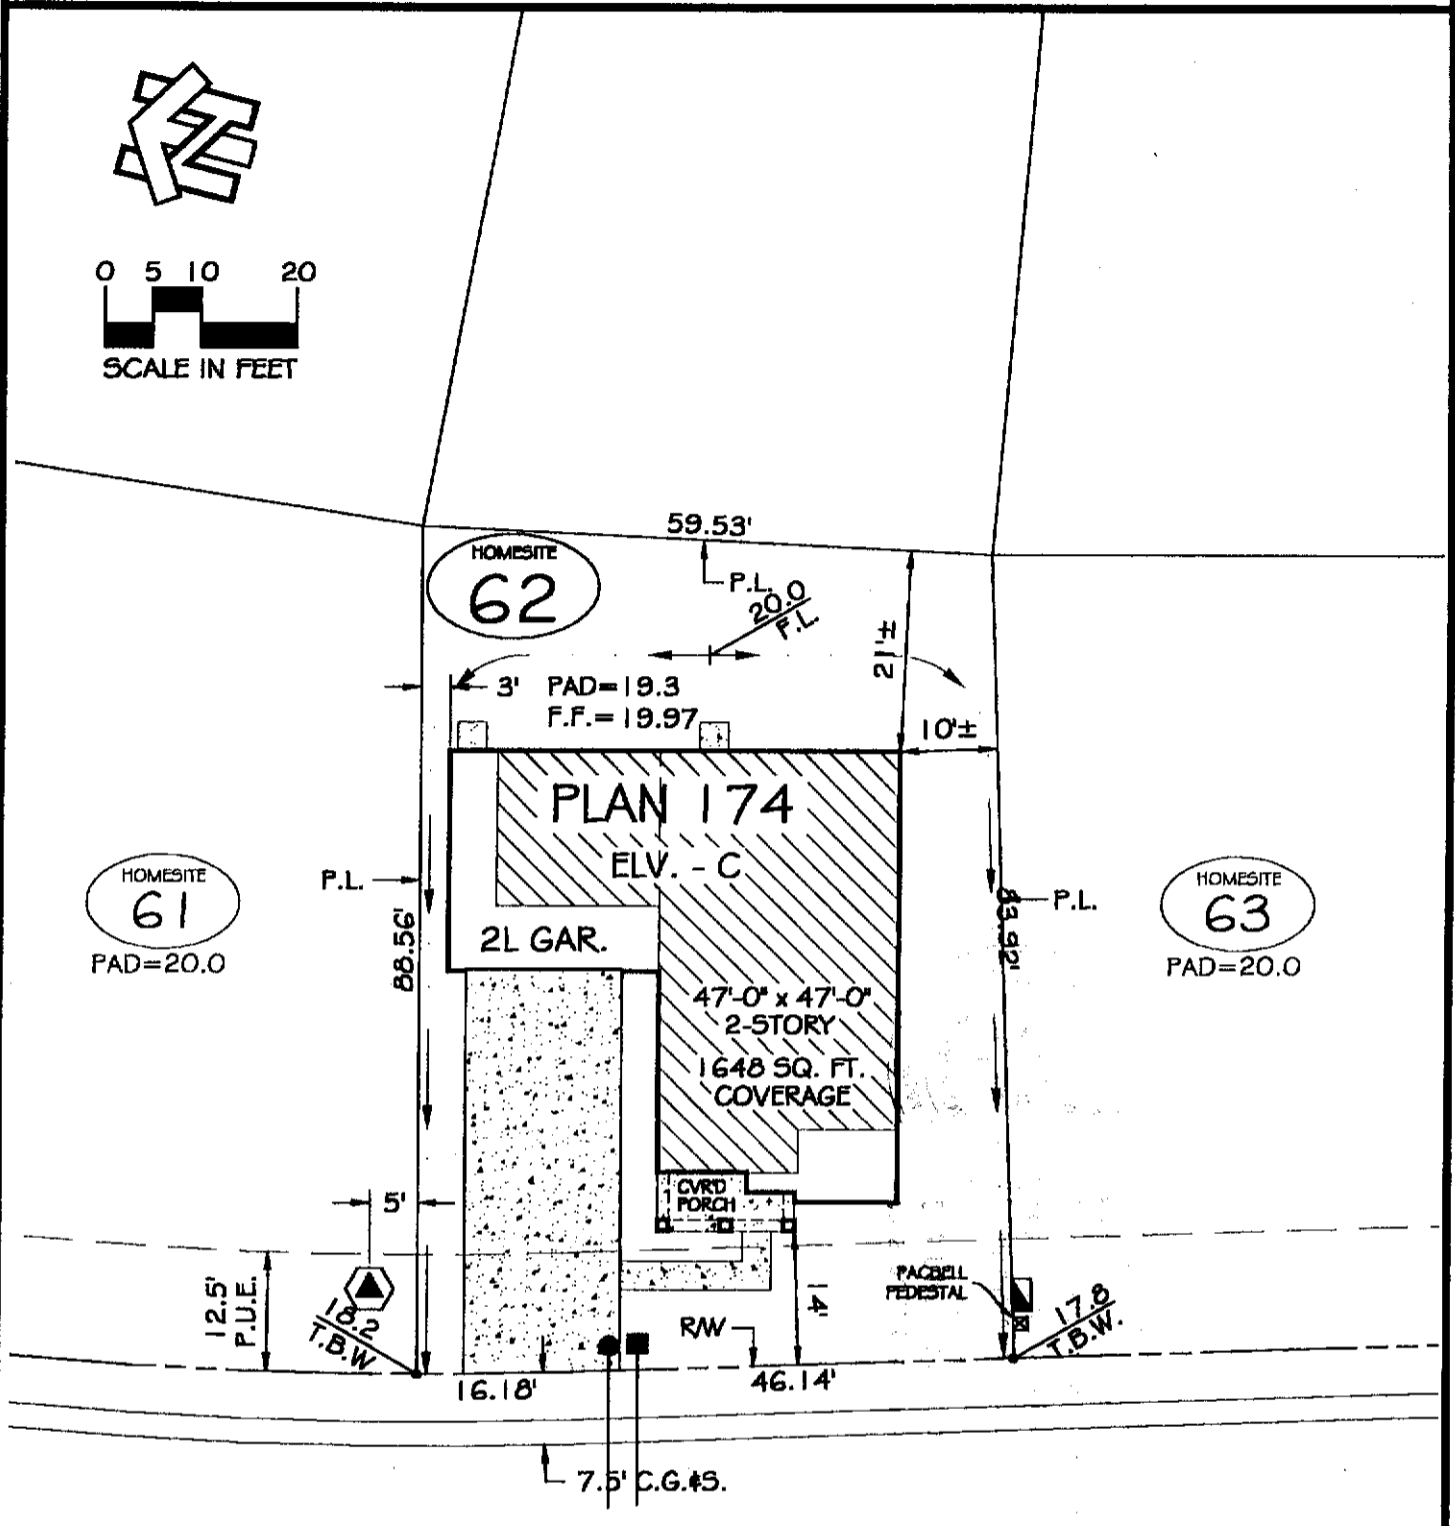 0 5 10 20
SCALE IN FEET
59.53'
HOMESITE
62
P.L.
20.0
F.L.
21'±
3'
PAD=19.3
F.F.=19.97
10'±
PLAN 174
ELV. - C
HOMESITE
61
PAD=20.0
P.L.
88.56'
2L GAR.
83.92'
P.L.
HOMESITE
63
PAD=20.0
47'-0" x 47'-0"
2-STORY
1648 SQ. FT.
COVERAGE
5'
CVR'D
PORCH
12.5'
P.U.E.
18.2
T.B.W
14'
PACBELL
PEDESTAL
17.8
T.B.W.
R/W
16.18'
46.14'
7.5' C.G.&S.